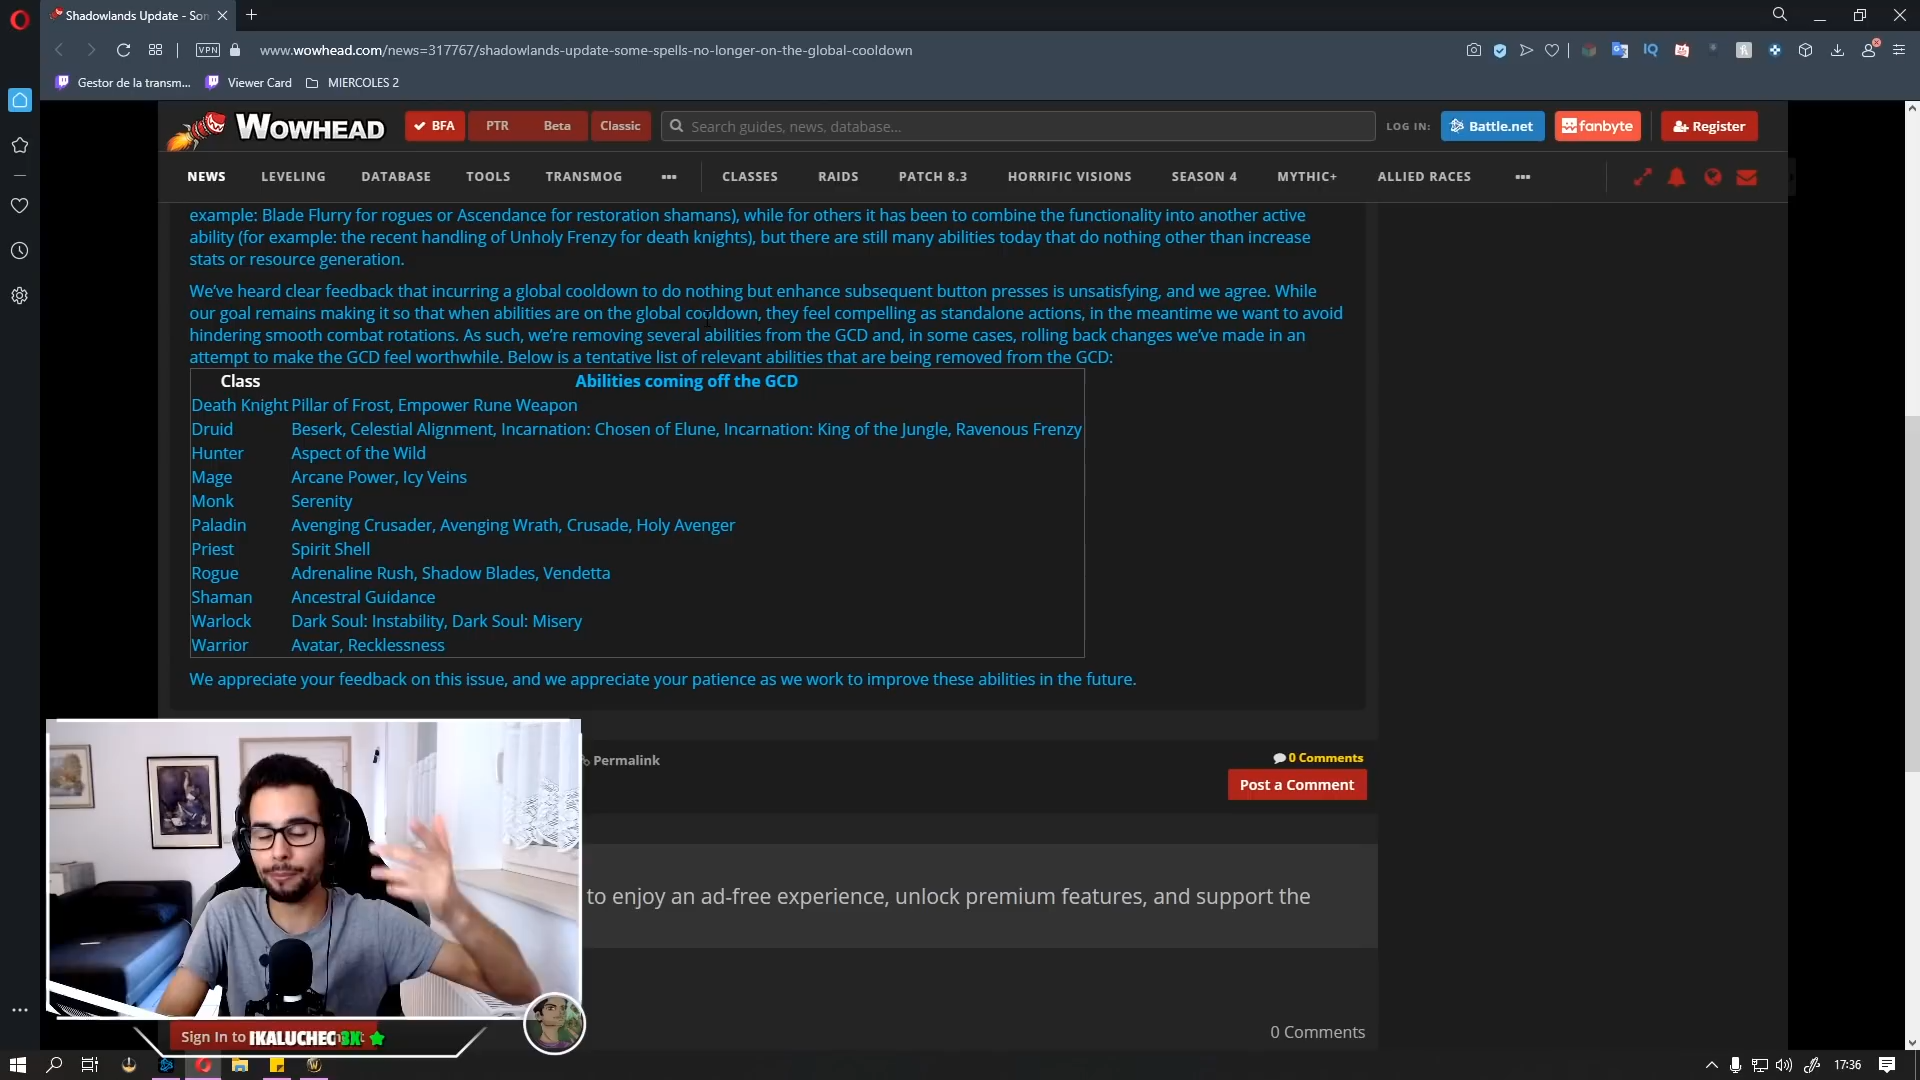 Shadowlands Update - Son
VPN
www.wowhead.com/news=317767/shadowlands-update-some-spells-no-longer-on-the-global-cooldown
Gestor de la transm...
Viewer Card
MIERCOLES 2
WOWHEAD
BFA
PTR
Beta
Classic
Search guides, news, database...
LOG IN:
Battle.net
fanbyte
Register
NEWS
LEVELING
DATABASE
TOOLS
TRANSMOG
CLASSES
RAIDS
PATCH 8.3
HORRIFIC VISIONS
SEASON 4
MYTHIC+
ALLIED RACES
example: Blade Flurry for rogues or Ascendance for restoration shamans), while for others it has been to combine the functionality into another active
ability (for example: the recent handling of Unholy Frenzy for death knights), but there are still many abilities today that do nothing other than increase
stats or resource generation.
We've heard clear feedback that incurring a global cooldown to do nothing but enhance subsequent button presses is unsatisfying, and we agree. While
our goal remains making it so that when abilities are on the global cooldown, they feel compelling as standalone actions, in the meantime we want to avoid
hindering smooth combat rotations. As such, we're removing several abilities from the GCD and, in some cases, rolling back changes we've made in an
attempt to make the GCD feel worthwhile. Below is a tentative list of relevant abilities that are being removed from the GCD:
Class Abilities coming off the GCD
Death Knight Pillar of Frost, Empower Rune Weapon
Druid Beserk, Celestial Alignment, Incarnation: Chosen of Elune, Incarnation: King of the Jungle, Ravenous Frenzy
Hunter Aspect of the Wild
Mage Arcane Power, Icy Veins
Monk Serenity
Paladin Avenging Crusader, Avenging Wrath, Crusade, Holy Avenger
Priest Spirit Shell
Rogue Adrenaline Rush, Shadow Blades, Vendetta
Shaman Ancestral Guidance
Warlock Dark Soul: Instability, Dark Soul: Misery
Warrior Avatar, Recklessness
We appreciate your feedback on this issue, and we appreciate your patience as we work to improve these abilities in the future.
Permalink
0 Comments
Post a Comment
to enjoy an ad-free experience, unlock premium features, and support the
0 Comments
Sign In to
IKALUCHEG
17:36